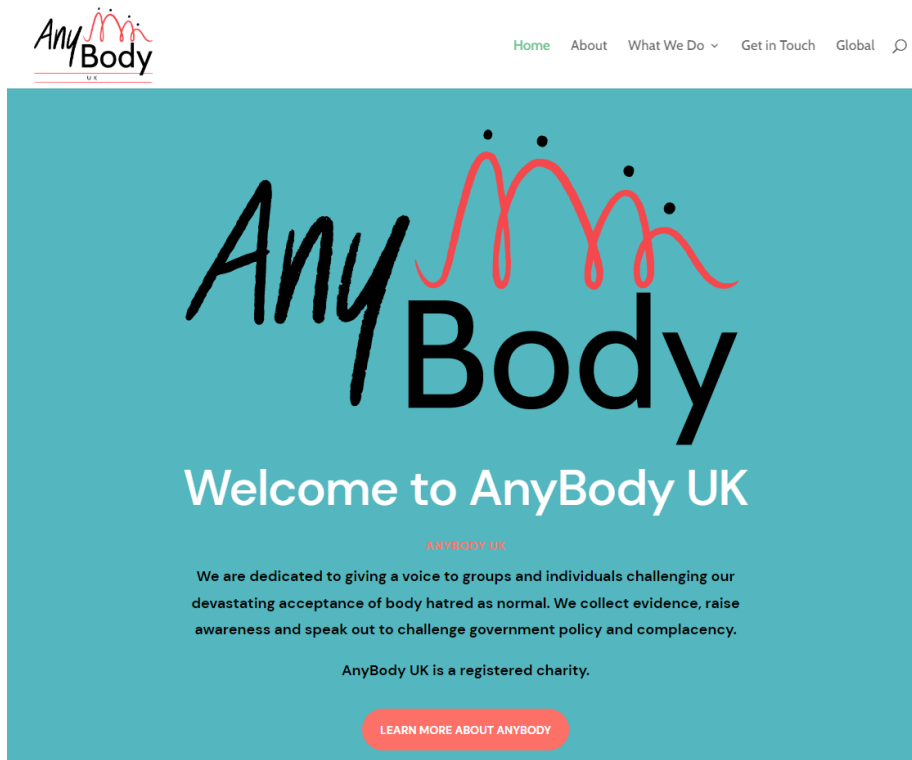 Any
Body
UK
Home About What We Do Get in Touch Global
Any
Body
Welcome to AnyBody UK
ANYBODY UK
We are dedicated to giving a voice to groups and individuals challenging our
devastating acceptance of body hatred as normal. We collect evidence, raise
awareness and speak out to challenge government policy and complacency.
AnyBody UK is a registered charity.
LEARN MORE ABOUT ANYBODY